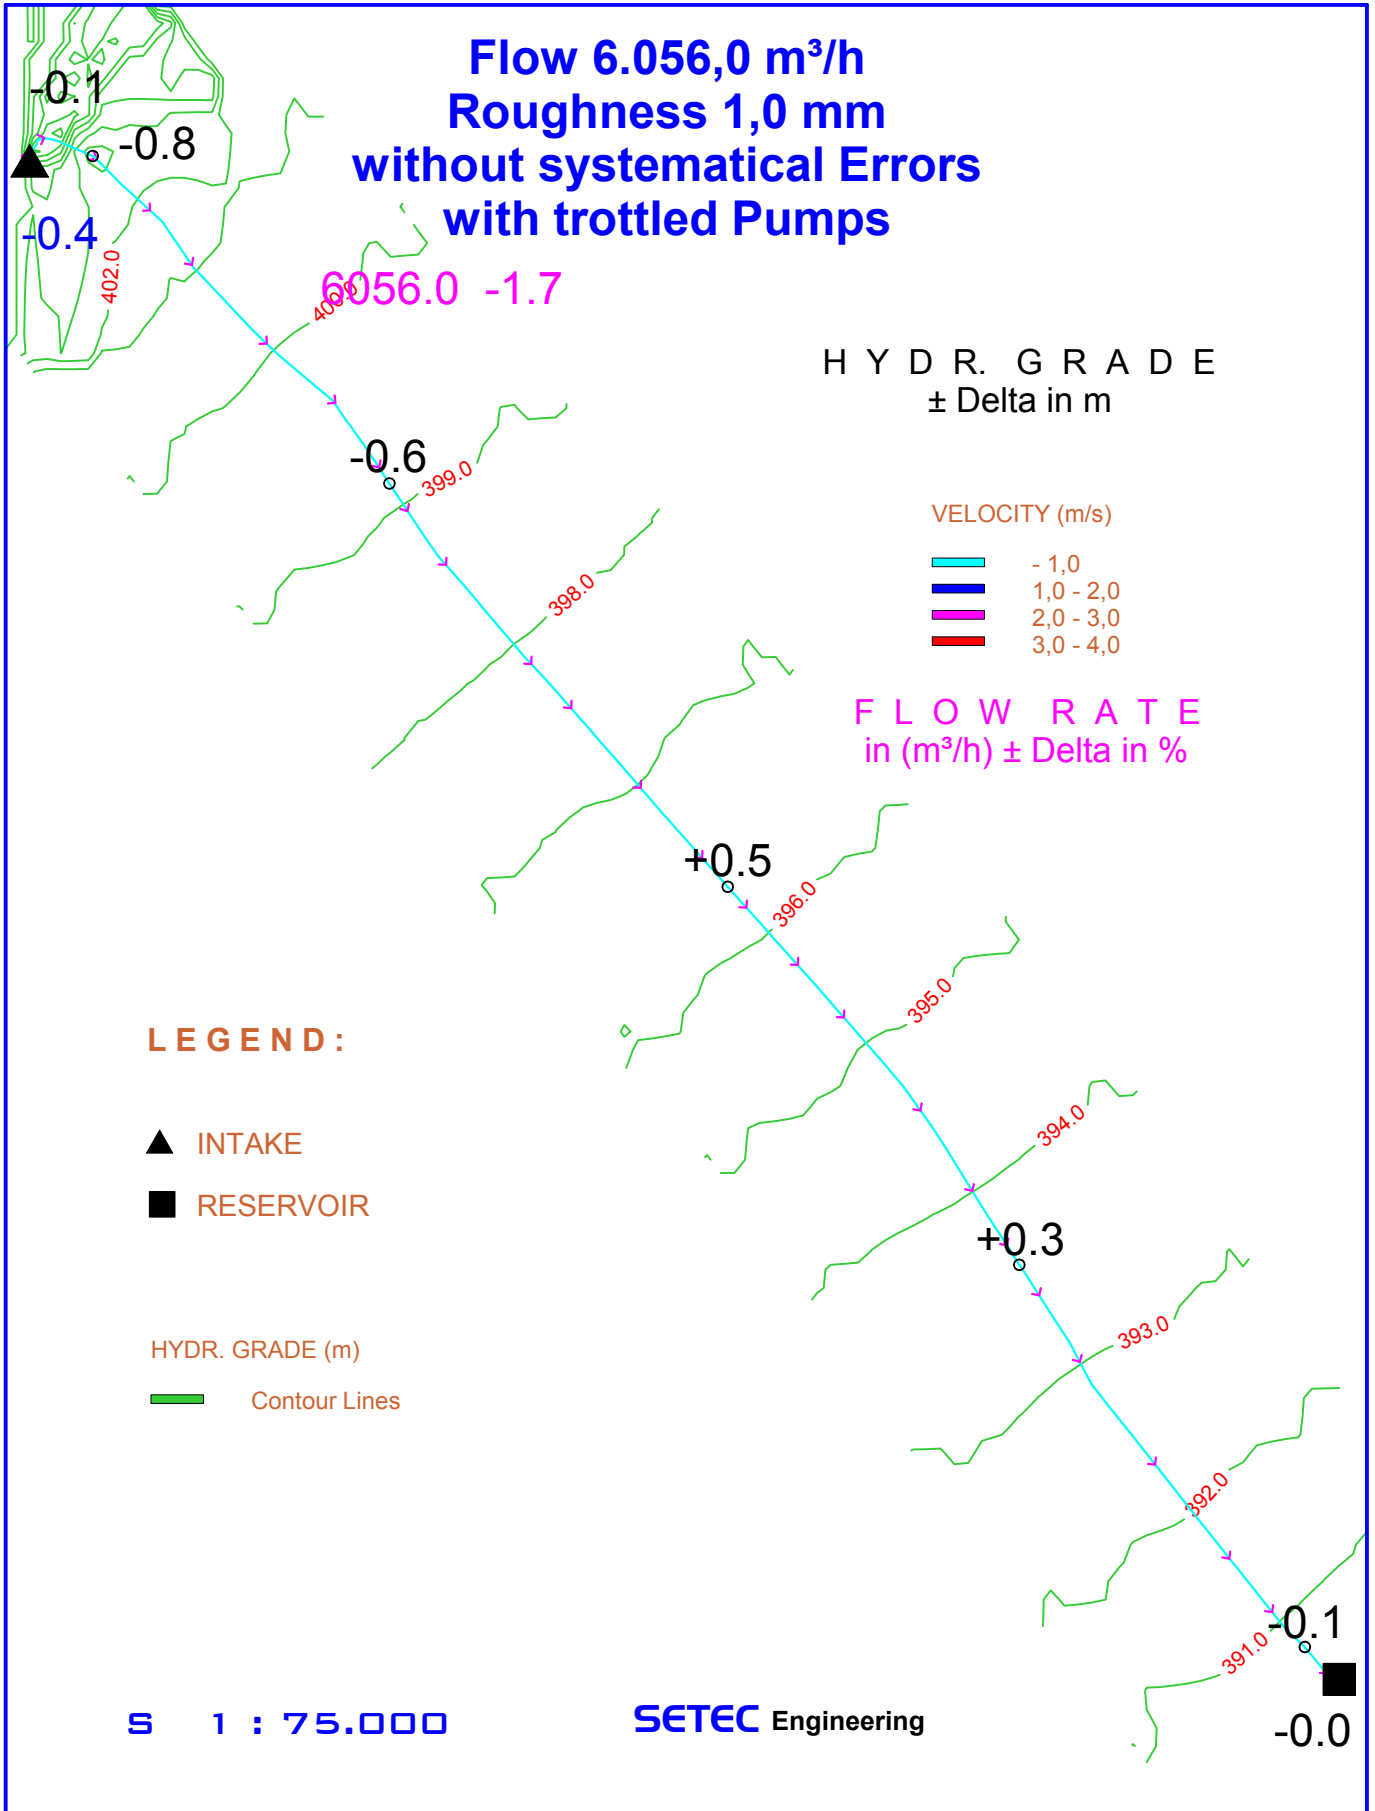 Flow 6.056,0 m³/h
Roughness 1,0 mm
without systematical Errors
with trottled Pumps
-0.1
-0.8
-0.4
402.0
6056.0 -1.7
400.0
H Y D R. G R A D E
± Delta in m
-0.6
399.0
VELOCITY (m/s)
- 1,0
1,0 - 2,0
2,0 - 3,0
3,0 - 4,0
398.0
F L O W R A T E
in (m³/h) ± Delta in %
+0.5
396.0
395.0
L E G E N D :
INTAKE
RESERVOIR
394.0
+0.3
393.0
HYDR. GRADE (m)
Contour Lines
392.0
-0.1
391.0
-0.0
S 1 : 75.000
SETEC Engineering